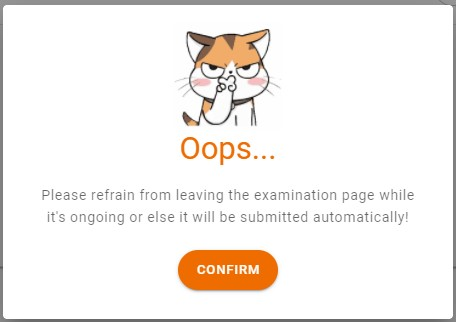 Oops...
Please refrain from leaving the examination page while
it's ongoing or else it will be submitted automatically!
CONFIRM